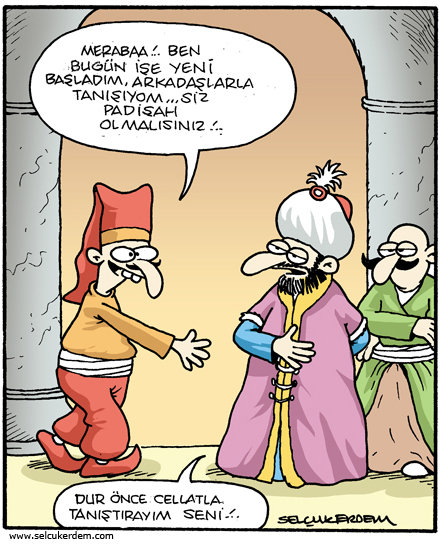 MERABAA!. BEN
BUGÜN İŞE YENİ
BAŞLADIM, ARKADAŞLARLA
TANIŞIYOM,,, SİZ
PADİŞAH
OLMALISINIZ!.
DUR ÖNCE CELLATLA
TANIŞTIRAYIM SENİ!.
SELÇUKERDEM
www.selcukerdem.com